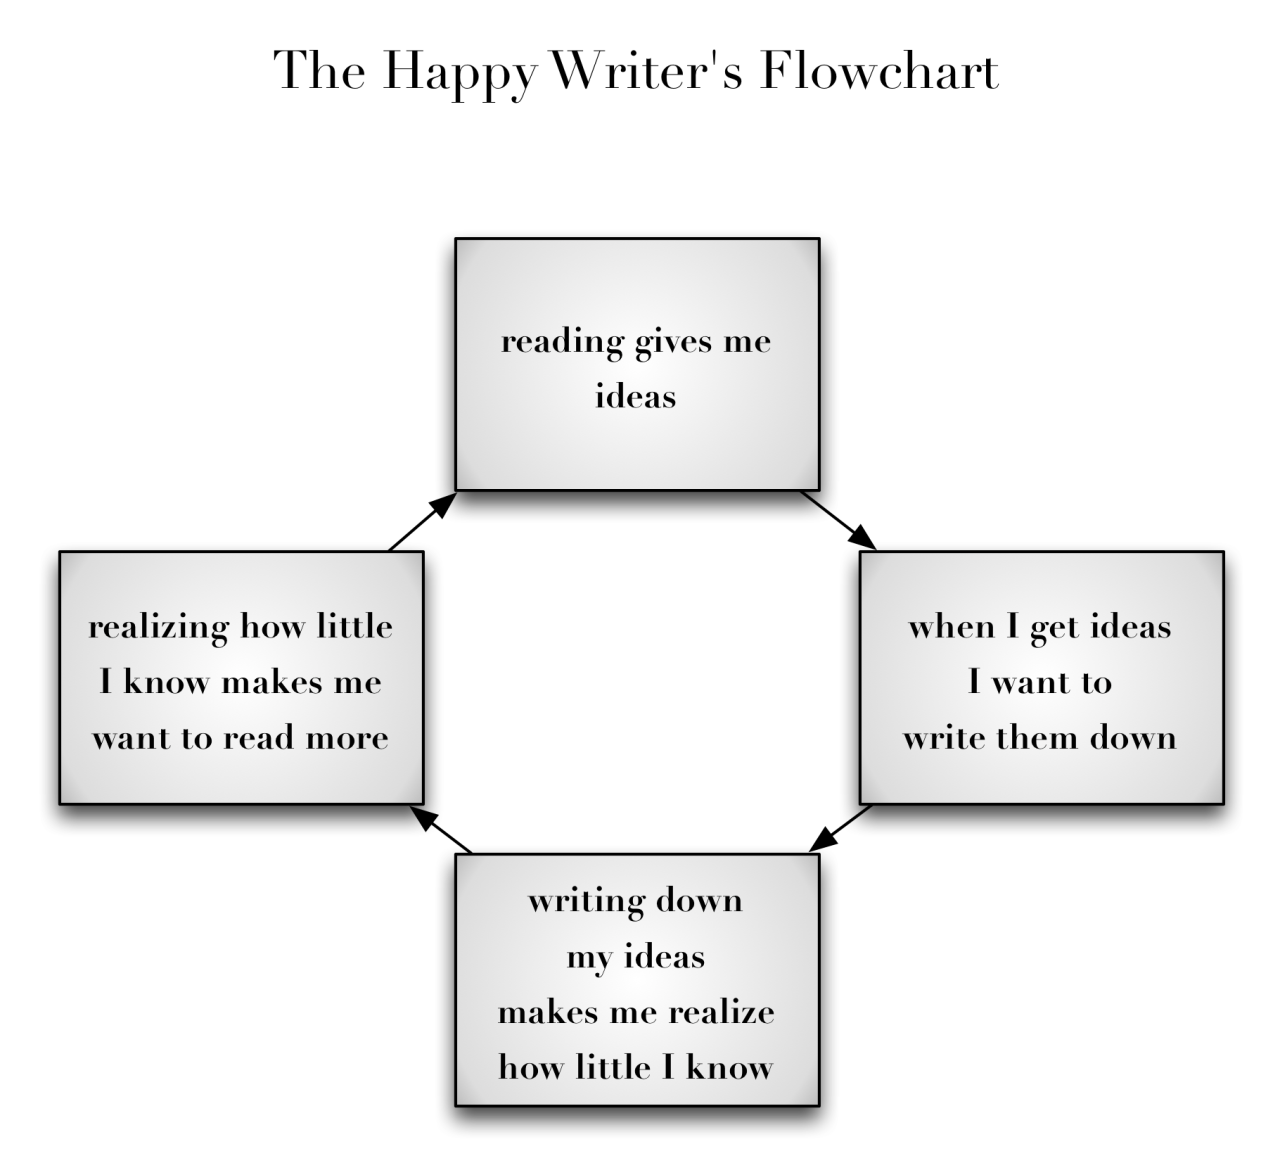 The Happy Writer's Flowchart
reading gives me
ideas
when I get ideas
I want to
write them down
writing down
my ideas
makes me realize
how little I know
realizing how little
I know makes me
want to read more